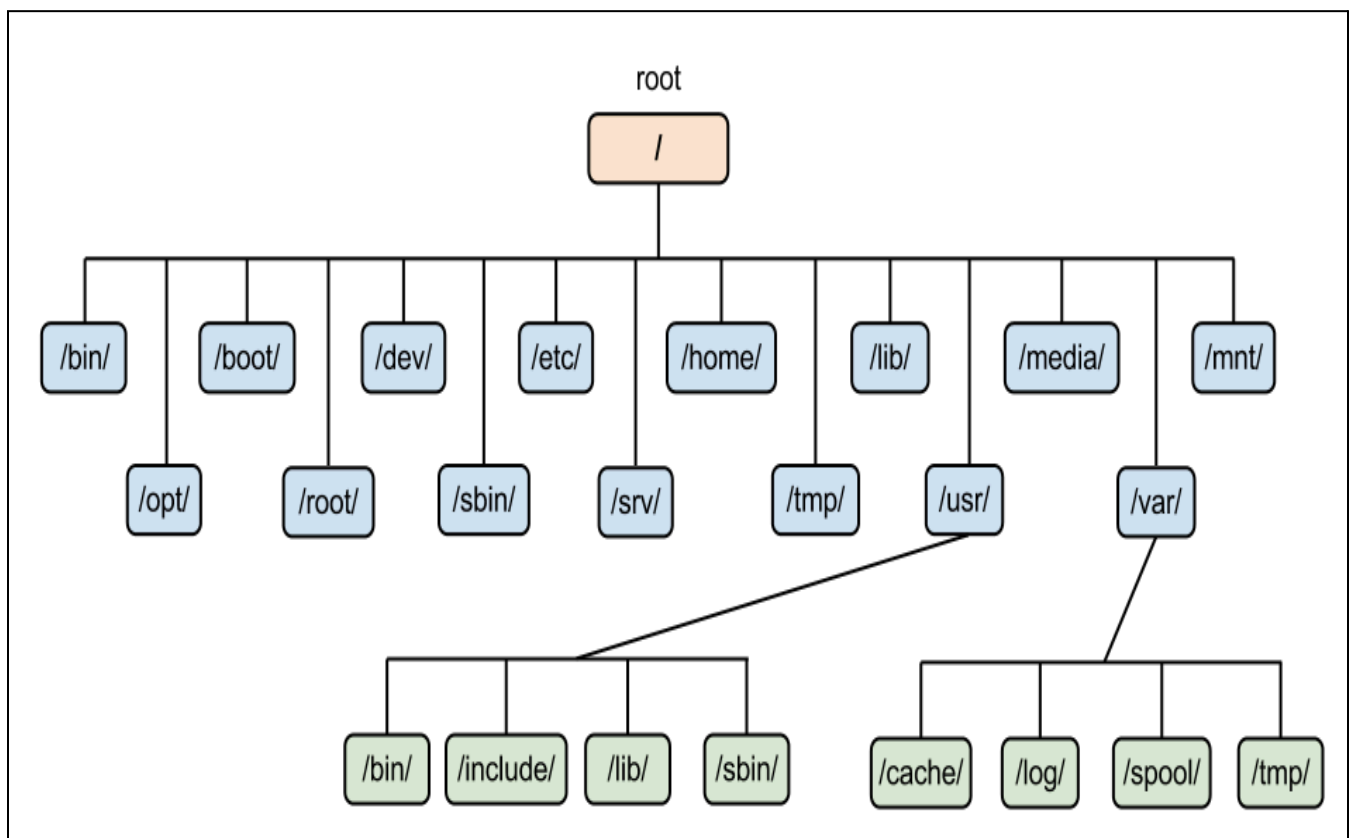 root
/
/bin/
/boot/
/dev/
/etc/
/home/
/lib/
/media/
/mnt/
/opt/
/root/
/sbin/
/srv/
/tmp/
/usr/
/var/
/bin/
/include/
/lib/
/sbin/
/cache/
/log/
/spool/
/tmp/